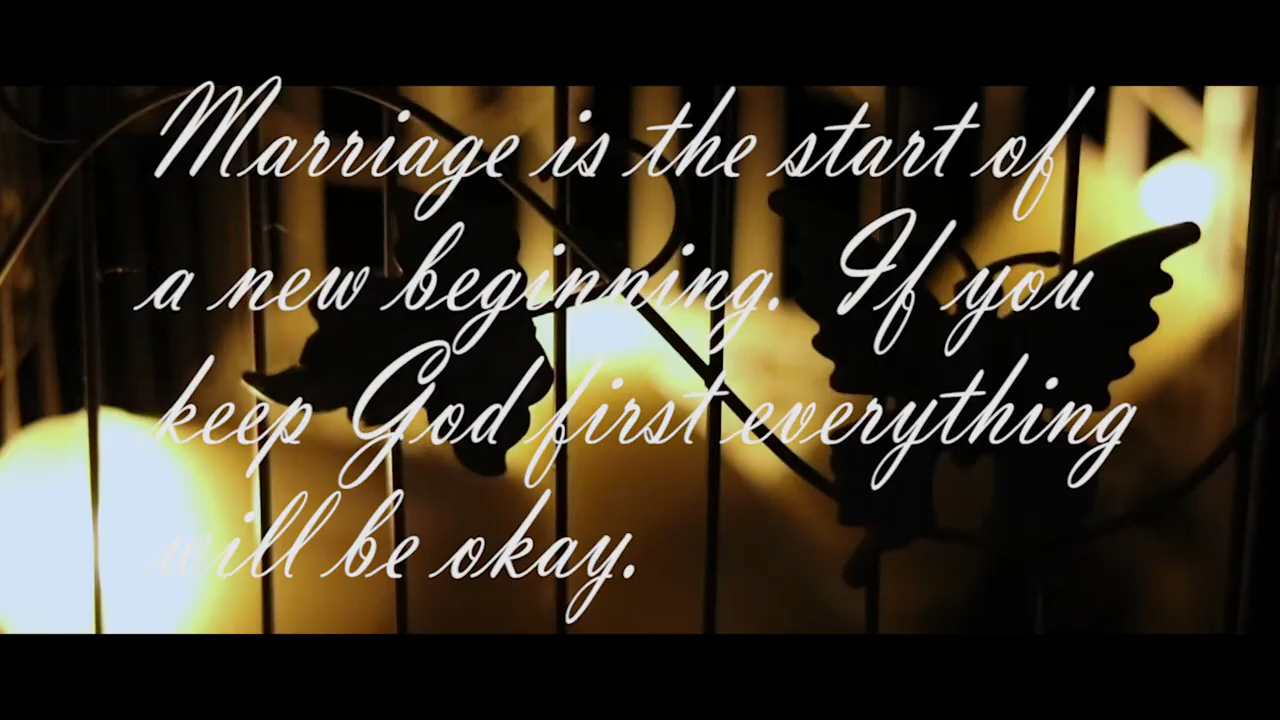 Marriage is the start of
a new beginning. If you
keep God first everything
will be okay.